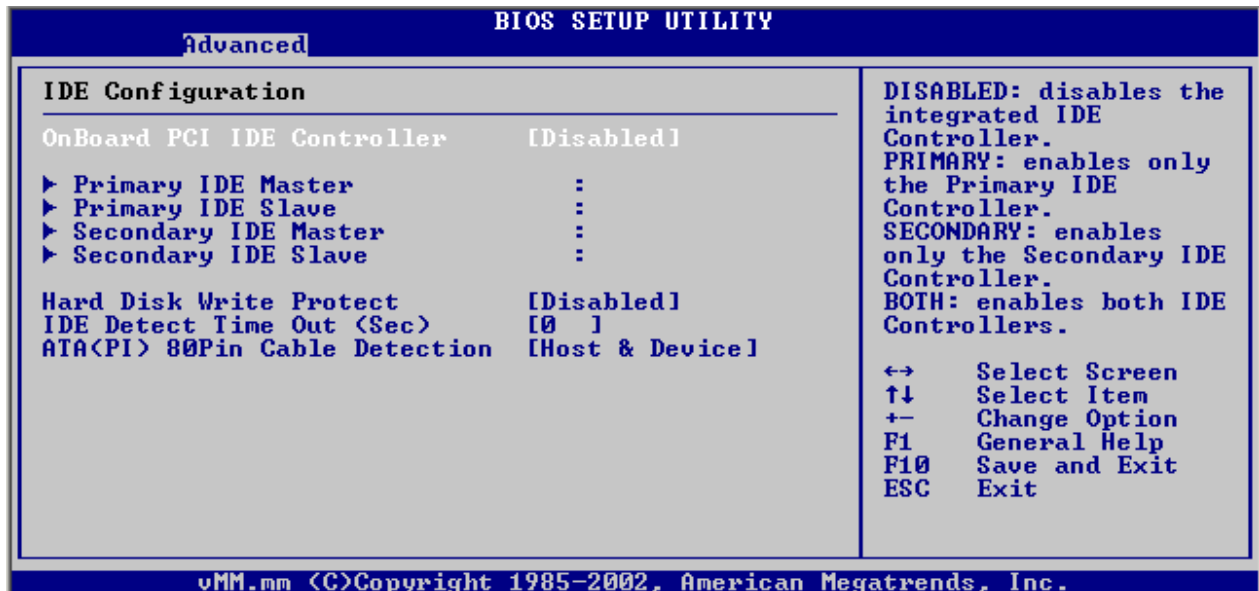 BIOS SETUP UTILITY
Advanced
IDE Configuration
OnBoard PCI IDE Controller [Disabled]
▶ Primary IDE Master :
▶ Primary IDE Slave :
▶ Secondary IDE Master :
▶ Secondary IDE Slave :
Hard Disk Write Protect [Disabled]
IDE Detect Time Out (Sec) [0 ]
ATA(PI) 80Pin Cable Detection [Host & Device]
DISABLED: disables the
integrated IDE
Controller.
PRIMARY: enables only
the Primary IDE
Controller.
SECONDARY: enables
only the Secondary IDE
Controller.
BOTH: enables both IDE
Controllers.
←→ Select Screen
↑↓ Select Item
+- Change Option
F1 General Help
F10 Save and Exit
ESC Exit
vMM.mm (C)Copyright 1985-2002, American Megatrends, Inc.